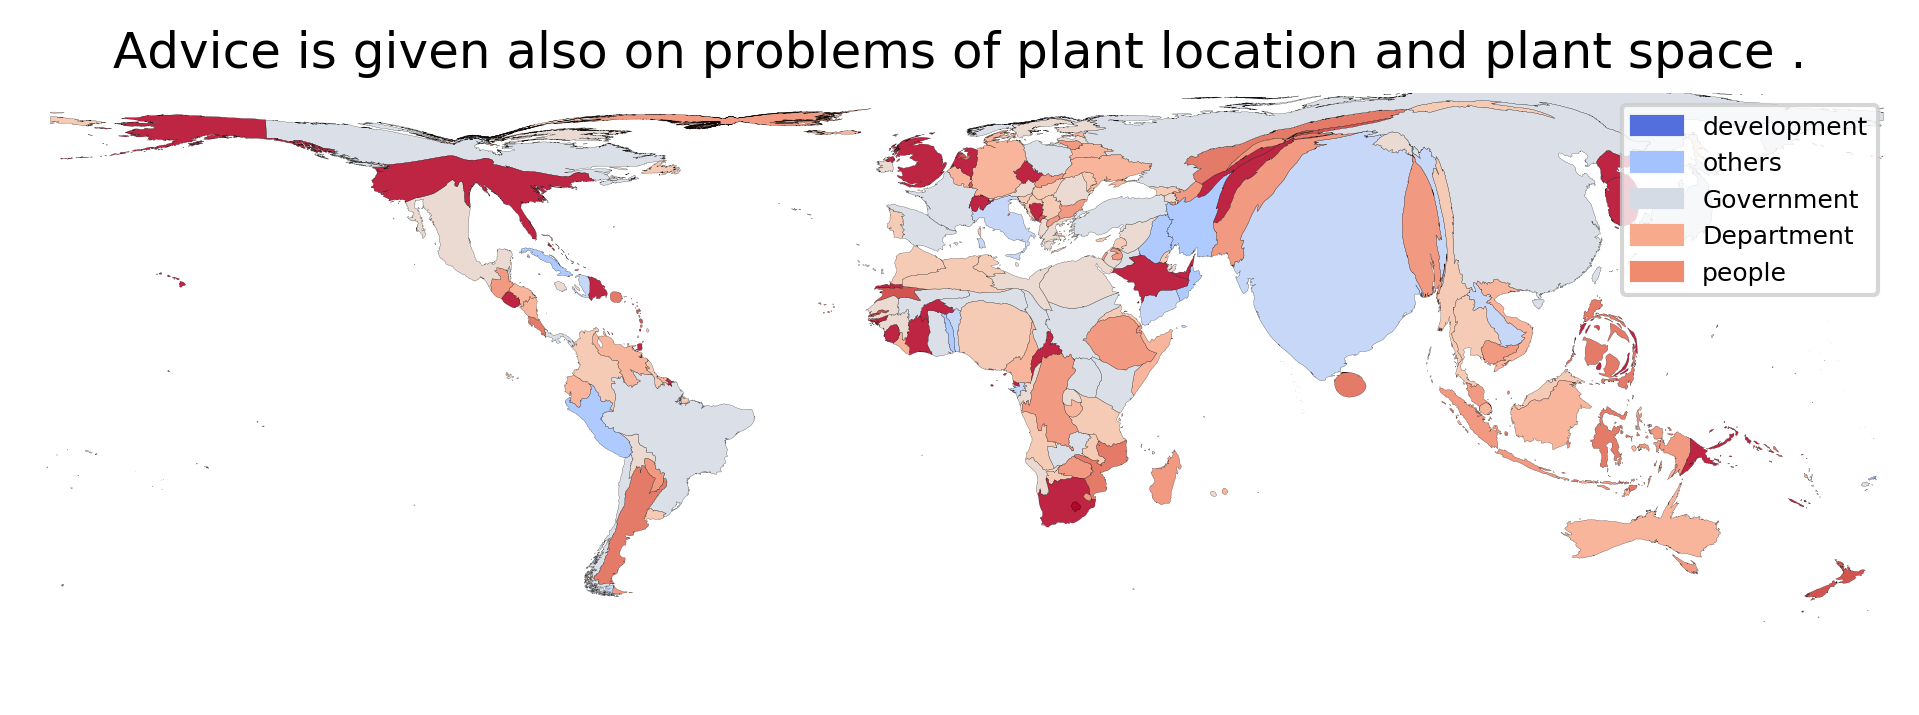 Advice is given also on problems of plant location and plant space .
development
others
Government
Department
people